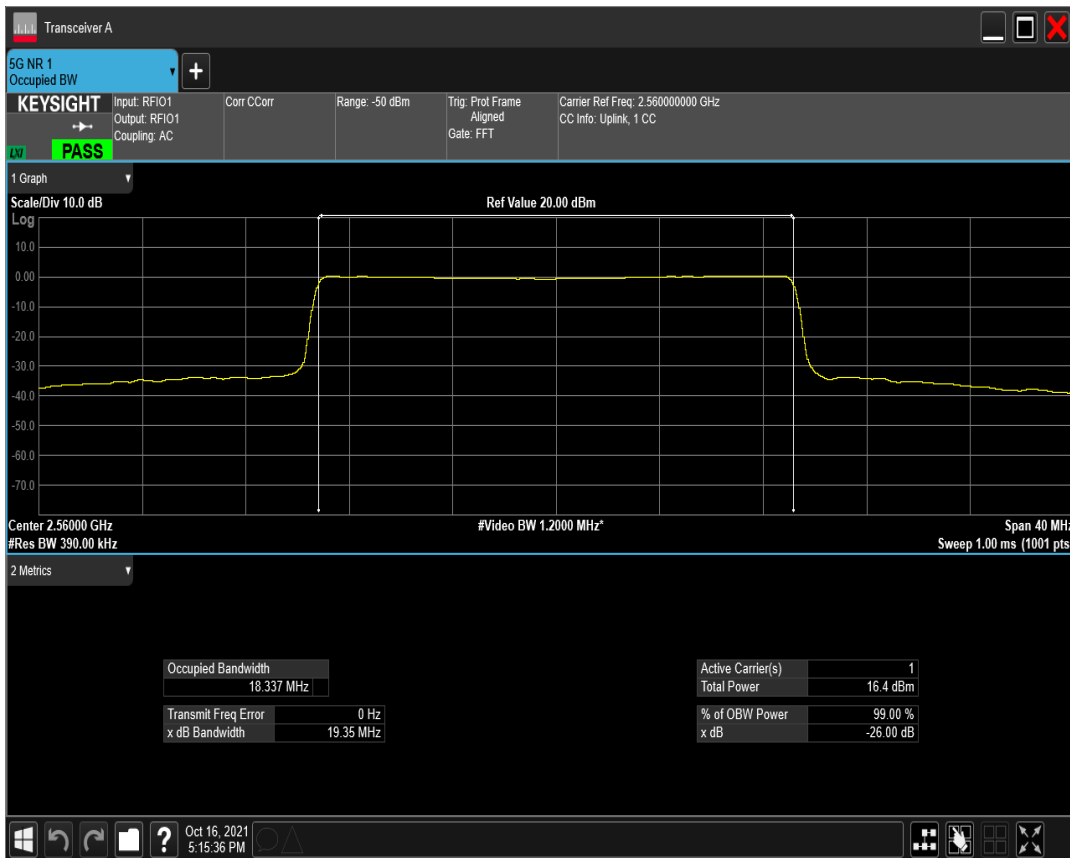 Transceiver A
5G NR 1
Occupied BW
+
KEYSIGHT
LXI
PASS
Input: RFIO1
Output: RFIO1
Coupling: AC
Corr CCorr
Range: -50 dBm
Trig: Prot Frame
Aligned
Gate: FFT
Carrier Ref Freq: 2.560000000 GHz
CC Info: Uplink, 1 CC
1 Graph
Scale/Div 10.0 dB
Ref Value 20.00 dBm
Log
10.0
0.00
-10.0
-20.0
-30.0
-40.0
-50.0
-60.0
-70.0
Center 2.56000 GHz
#Video BW 1.2000 MHz*
Span 40 MHz
#Res BW 390.00 kHz
Sweep 1.00 ms (1001 pts
2 Metrics
Occupied Bandwidth
18.337 MHz
Transmit Freq Error 0 Hz
x dB Bandwidth 19.35 MHz
Active Carrier(s) 1
Total Power 16.4 dBm
% of OBW Power 99.00 %
x dB -26.00 dB
?
Oct 16, 2021
5:15:36 PM